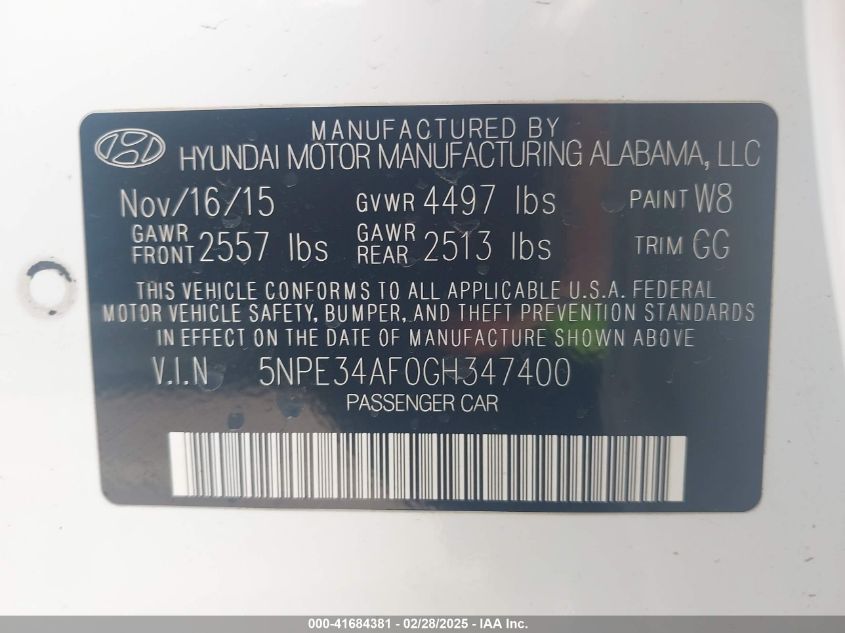 MANUFACTURED BY
HYUNDAI MOTOR MANUFACTURING ALABAMA, LLC
Nov/16/15 GVWR 4497 lbs PAINT W8
GAWR FRONT 2557 lbs GAWR REAR 2513 lbs TRIM GG
THIS VEHICLE CONFORMS TO ALL APPLICABLE U.S.A. FEDERAL
MOTOR VEHICLE SAFETY, BUMPER, AND THEFT PREVENTION STANDARDS
IN EFFECT ON THE DATE OF MANUFACTURE SHOWN ABOVE
V.I.N 5NPE34AF0GH347400
PASSENGER CAR
000-41684381 - 02/28/2025 - IAAI Inc.